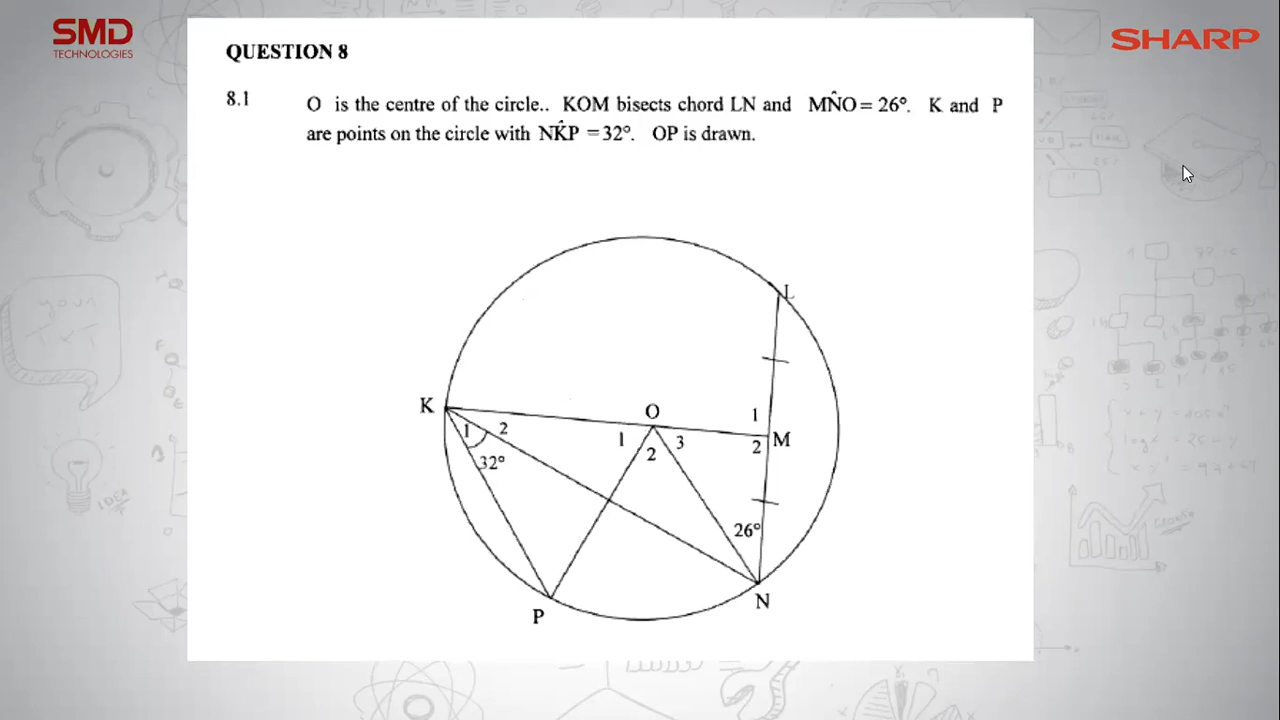 SMD
TECHNOLOGIES
SHARP
QUESTION 8
8.1 O is the centre of the circle.. KOM bisects chord LN and MN̂O = 26°. K and P
are points on the circle with NK̂P = 32°. OP is drawn.
L
K
O
1
1 2
1
3
2
M
2
32°
26°
N
P
IDEA